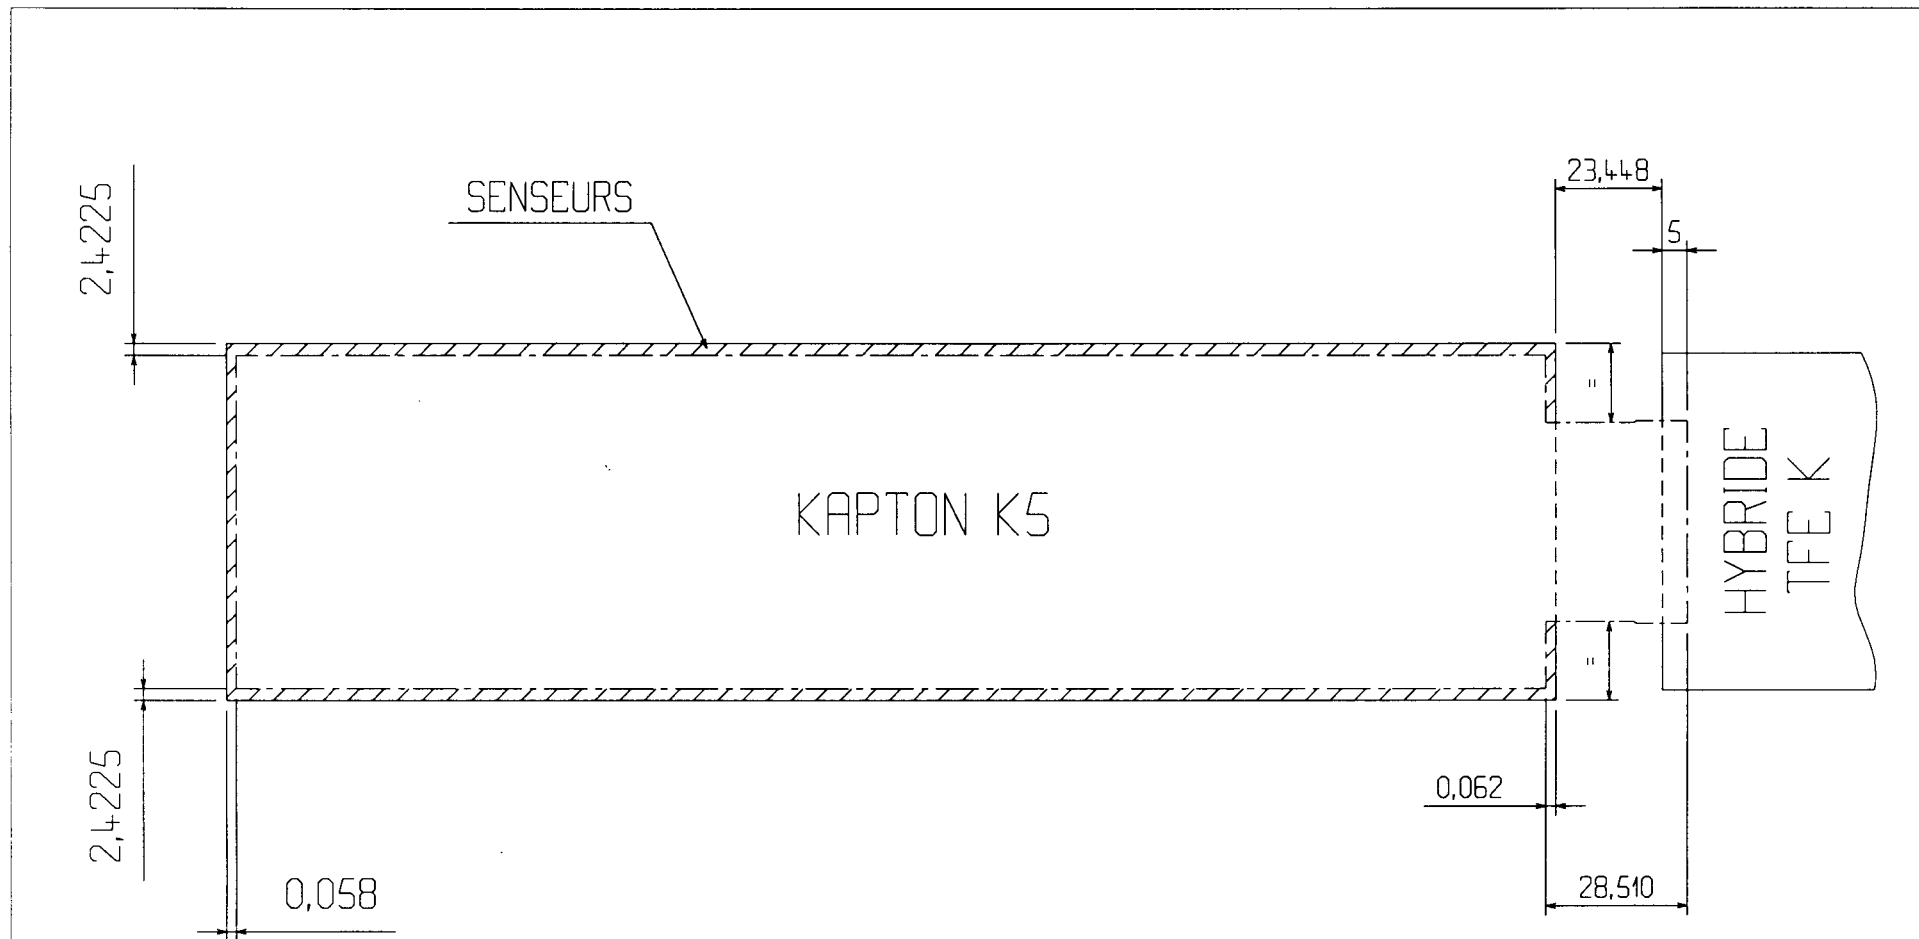 23,448
SENSEURS
2,4225
5
=
KAPTON K5
HYBRIDE
TFE K
=
2,4225
0,062
0,058
28,510